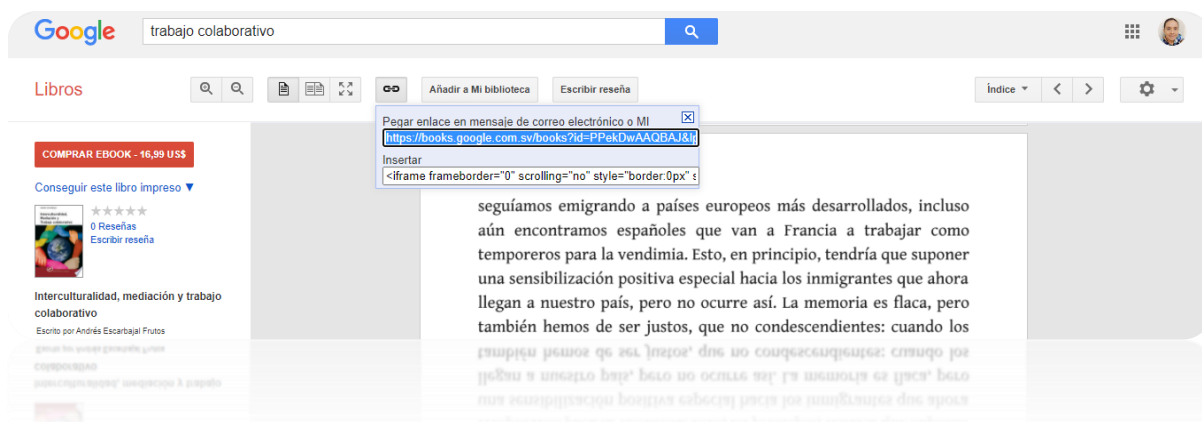 Google
trabajo colaborativo
Libros
Añadir a Mi biblioteca
Escribir reseña
Índice
Pegar enlace en mensaje de correo electrónico o MI
https://books.google.com.sv/books?id=PPekDwAAQBAJ&lp
Insertar
<iframe frameborder="0" scrolling="no" style="border:0px" s
COMPRAR EBOOK - 16,99 US$
Conseguir este libro impreso ▼
0 Reseñas
Escribir reseña
Interculturalidad, mediación y trabajo
colaborativo
Escrito por Andrés Escarbajal Frutos
seguíamos emigrando a países europeos más desarrollados, incluso
aún encontramos españoles que van a Francia a trabajar como
temporeros para la vendimia. Esto, en principio, tendría que suponer
una sensibilización positiva especial hacia los inmigrantes que ahora
llegan a nuestro país, pero no ocurre así. La memoria es flaca, pero
también hemos de ser justos, que no condescendientes: cuando los